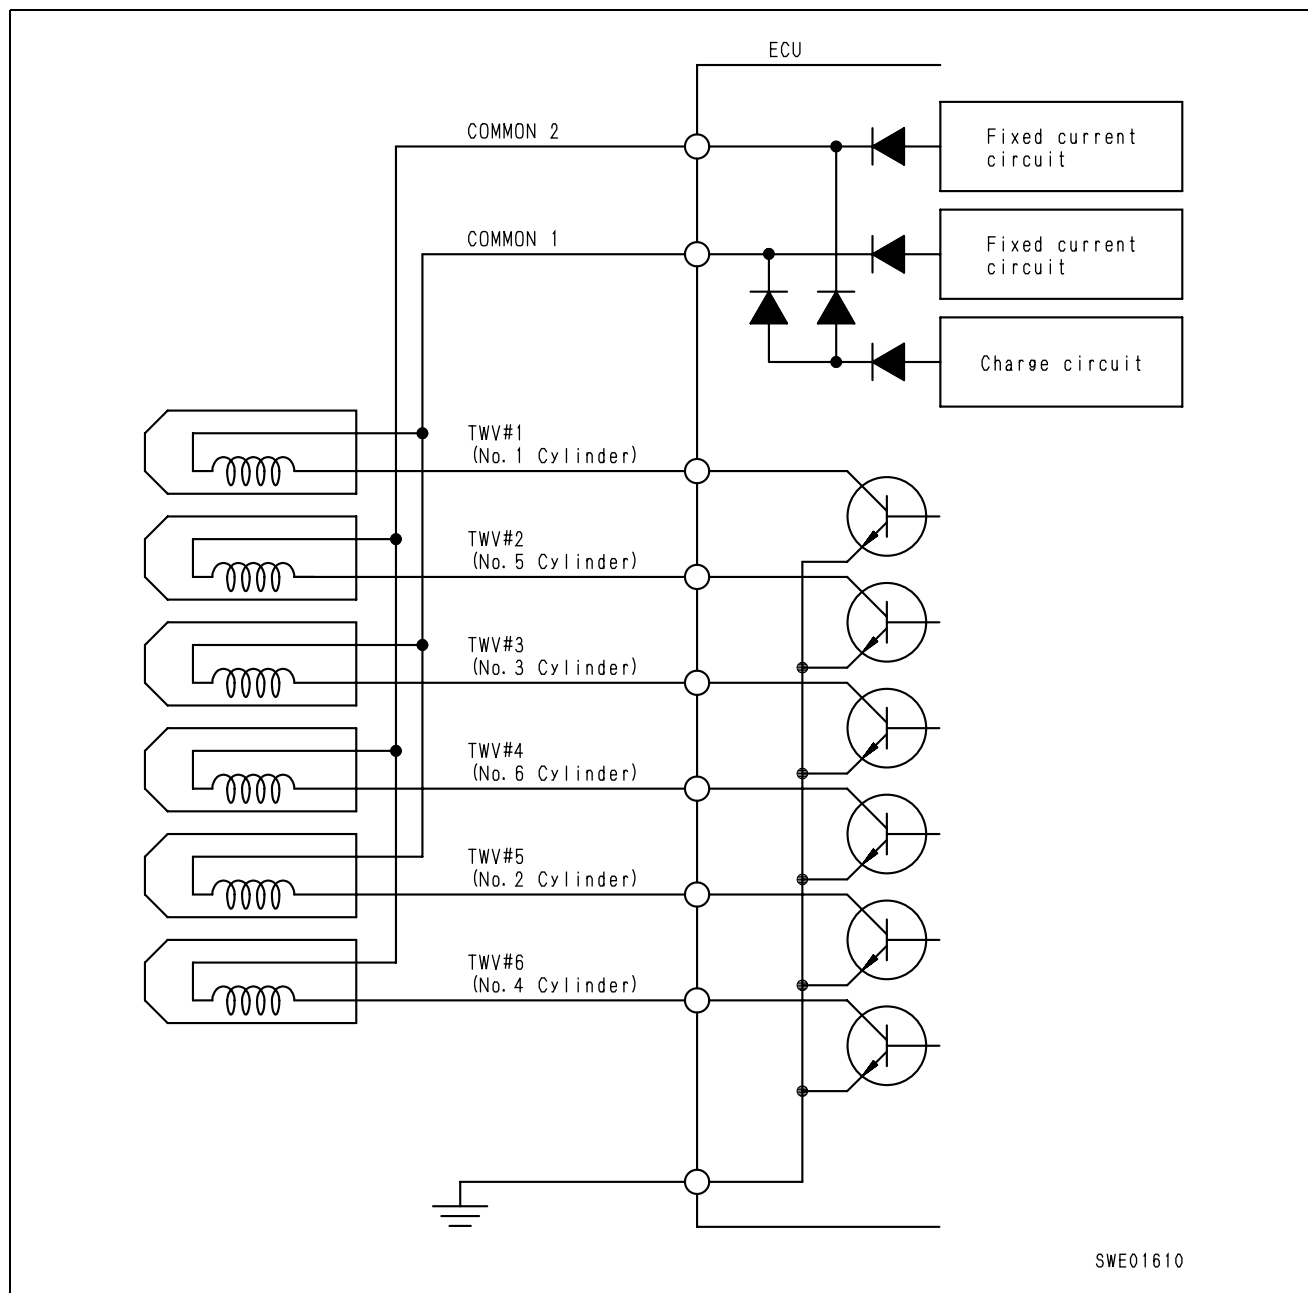 ECU
COMMON 2
Fixed current
circuit
COMMON 1
Fixed current
circuit
Charge circuit
TWV#1
(No. 1 Cylinder)
TWV#2
(No. 5 Cylinder)
TWV#3
(No. 3 Cylinder)
TWV#4
(No. 6 Cylinder)
TWV#5
(No. 2 Cylinder)
TWV#6
(No. 4 Cylinder)
SWE01610